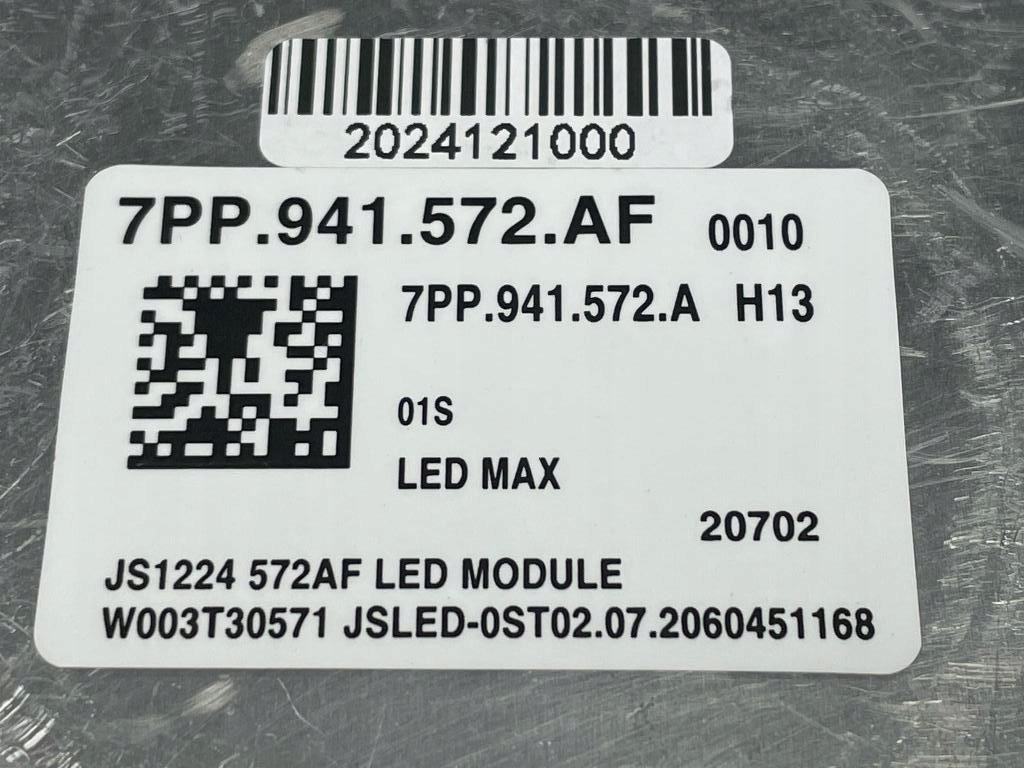 2024121000
7PP.941.572.AF 0010
7PP.941.572.A H13
01S
LED MAX
20702
JS1224 572AF LED MODULE
W003T30571 JSLED-0ST02.07.2060451168